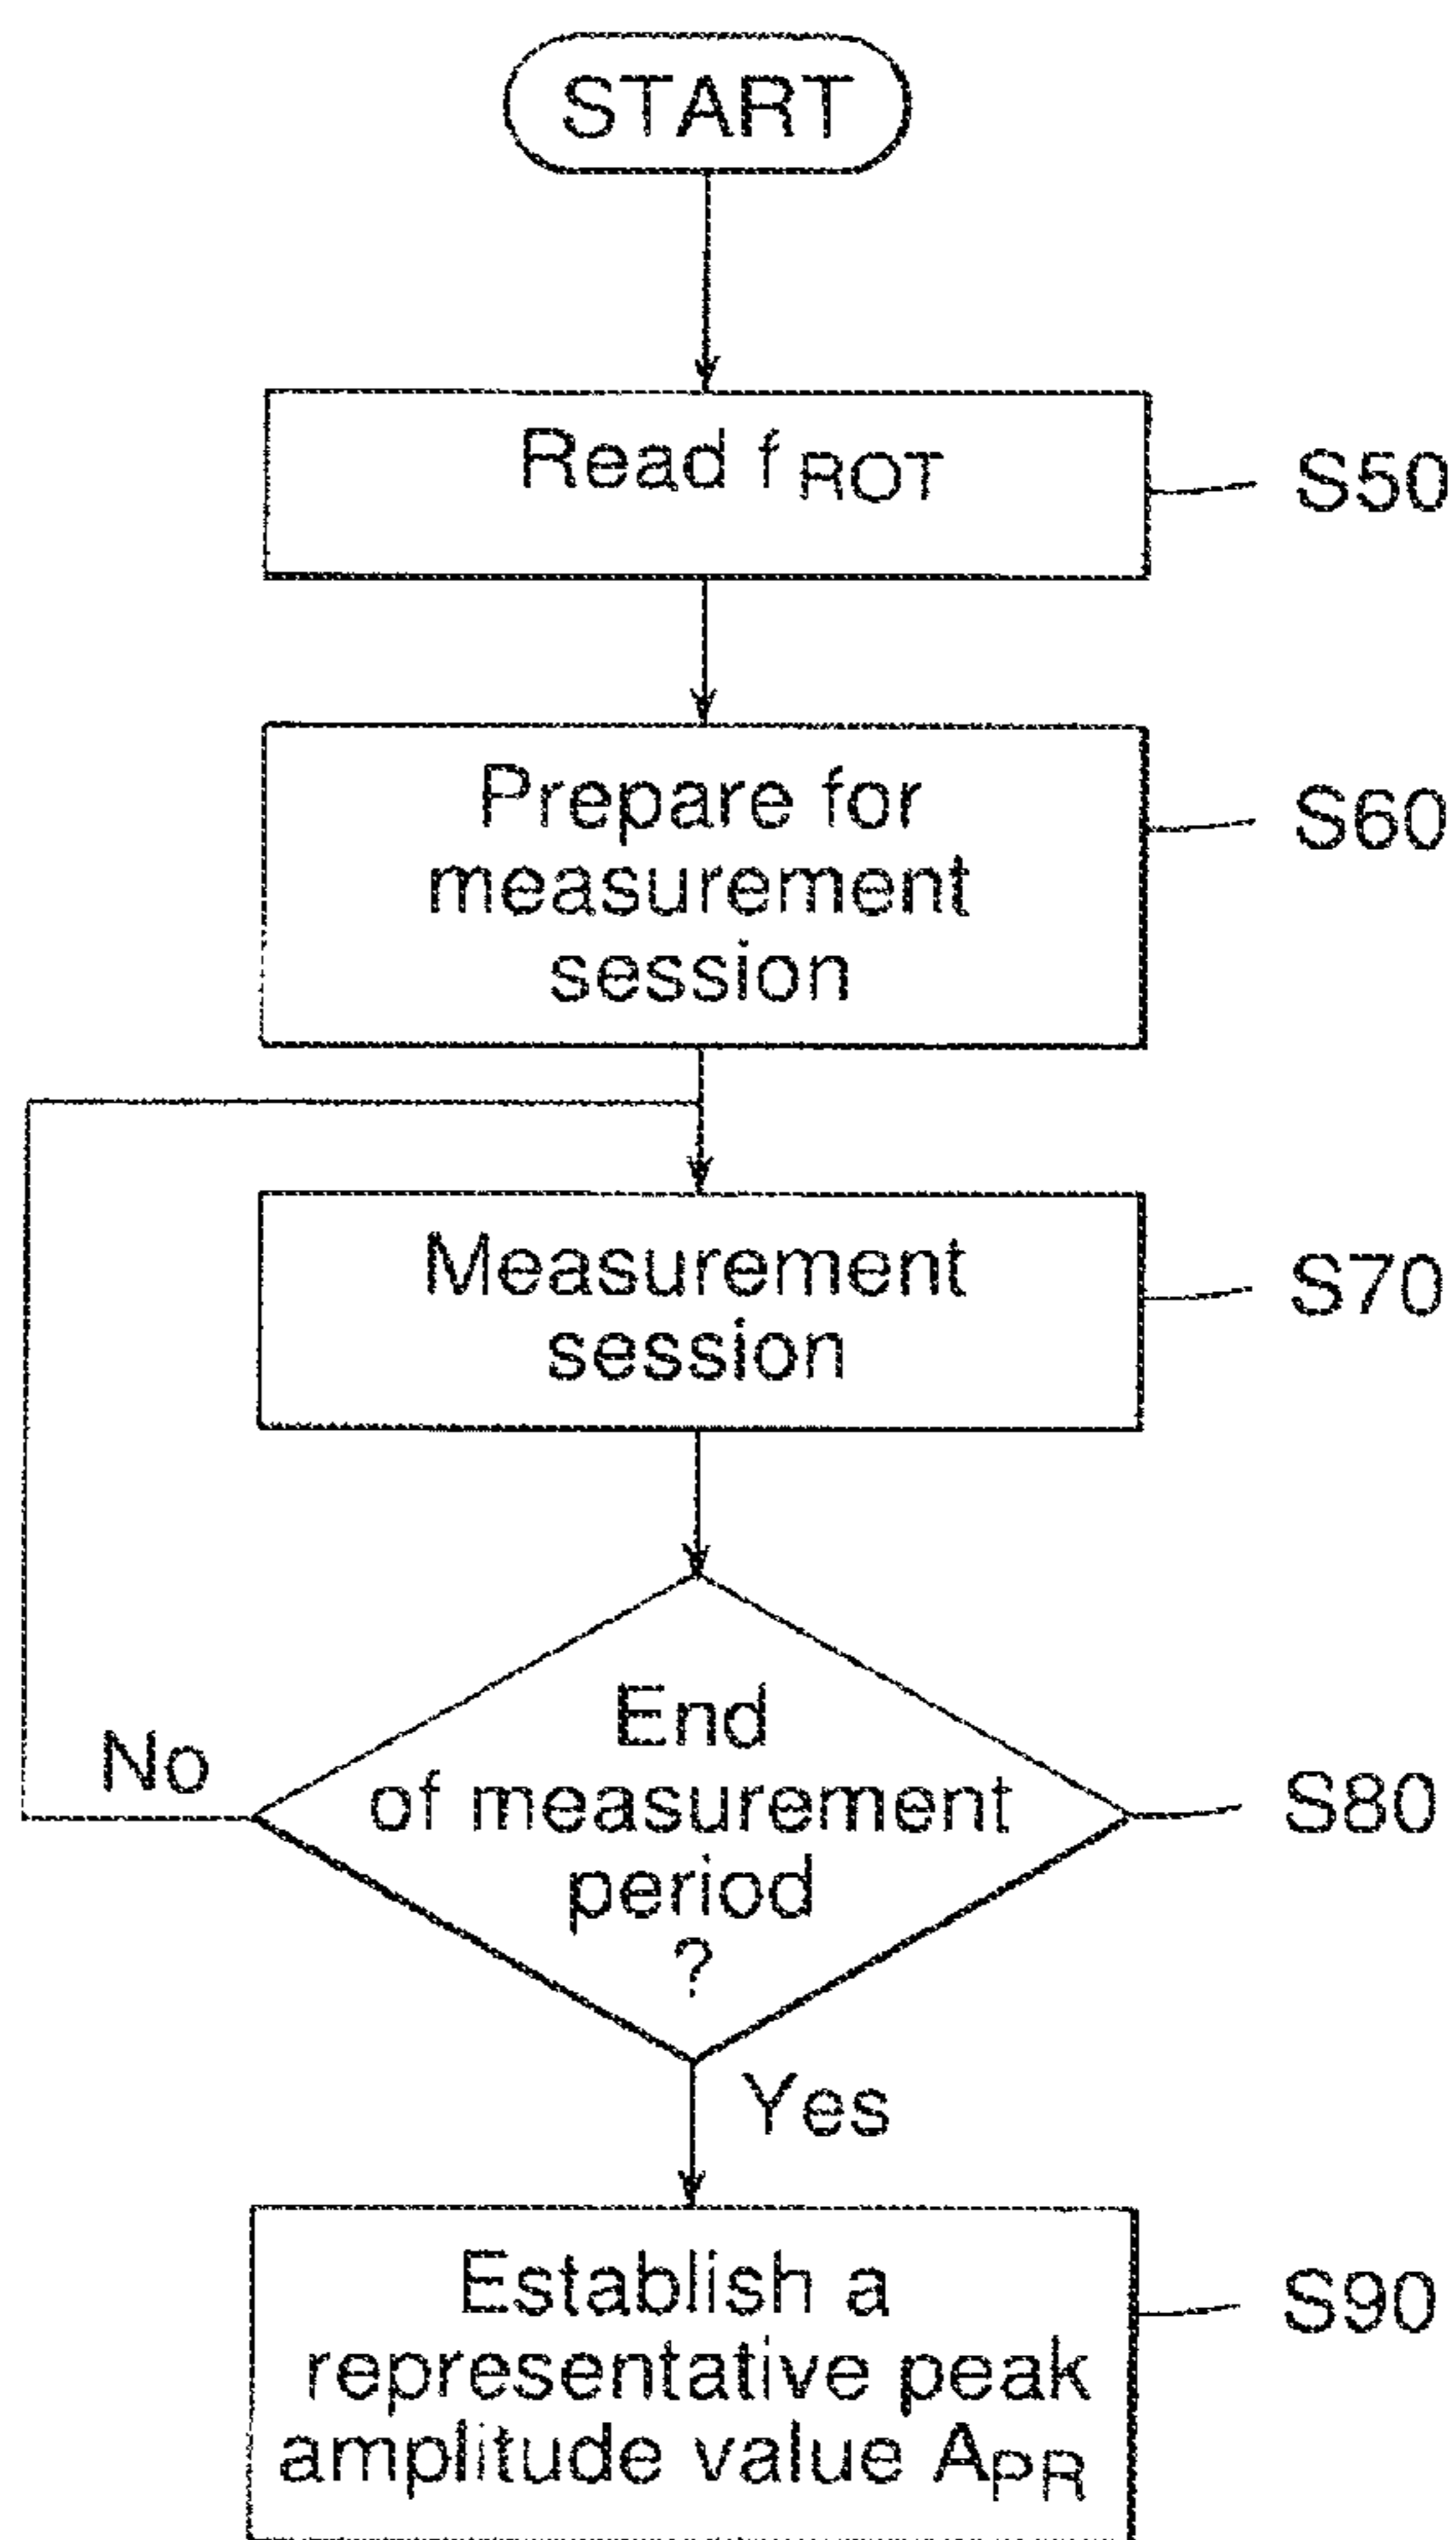 START
Read f ROT
S50
Prepare for
measurement
session
S60
Measurement
session
S70
End
of measurement
period
?
S80
No
Yes
Establish a
representative peak
amplitude value APR
S90